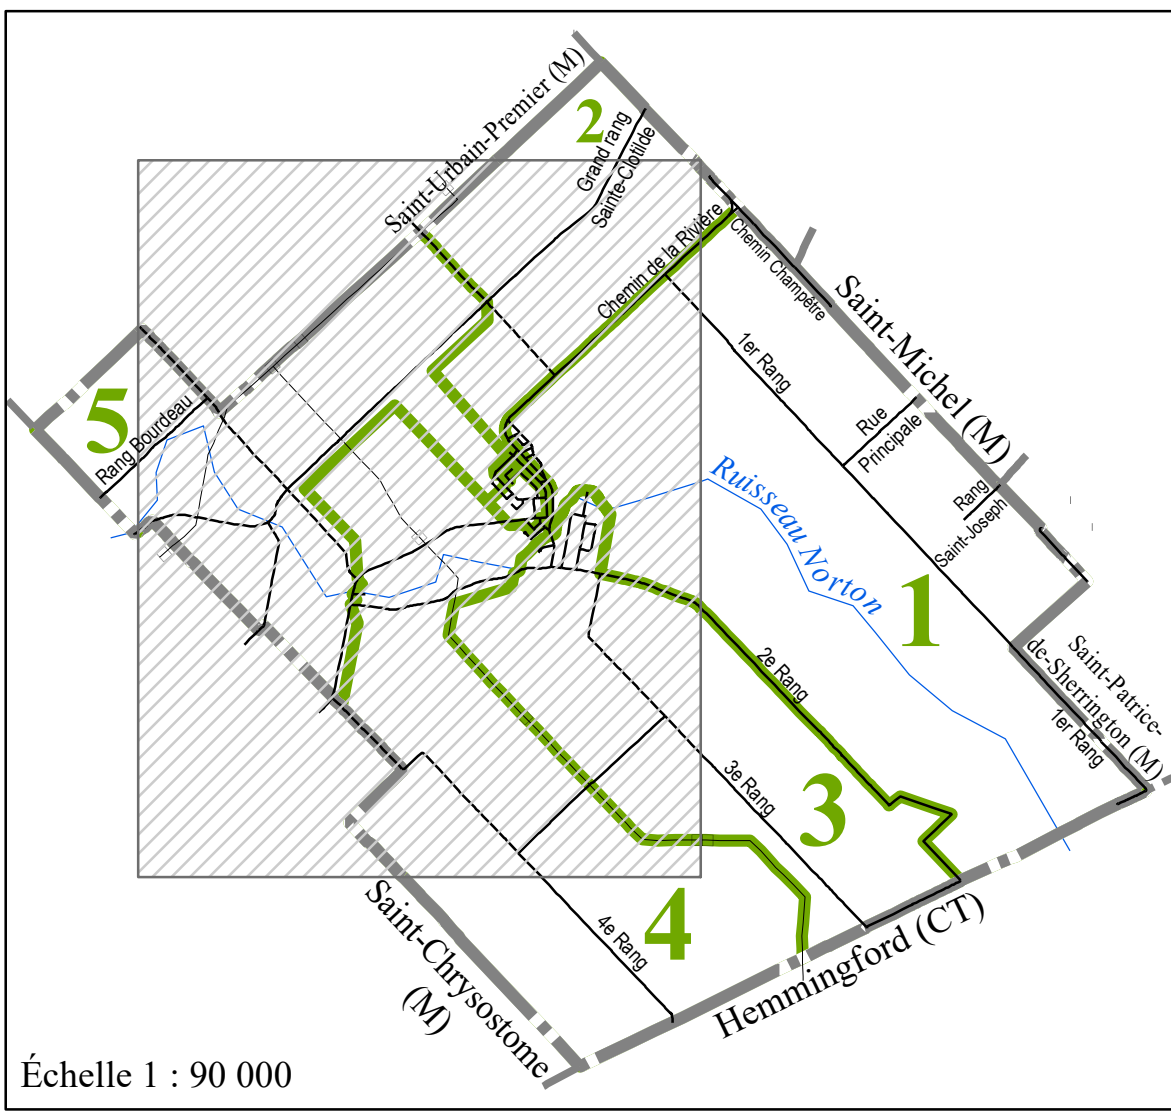 Saint-Urbain-Premier (M)
2
Grand rang
Sainte-Clotilde
Chemin de la Rivière
Chemin Champêtre
Saint-Michel (M)
1er Rang
5
Rang Bourdeau
Rue
Principale
Rang
Saint-Joseph
Ruisseau Norton
1
Saint-Patrice-
de-Sherrington (M)
1er Rang
2e Rang
3e Rang
3
4
4e Rang
Saint-Chrysostome
(M)
Hemmingford (CT)
Échelle 1 : 90 000